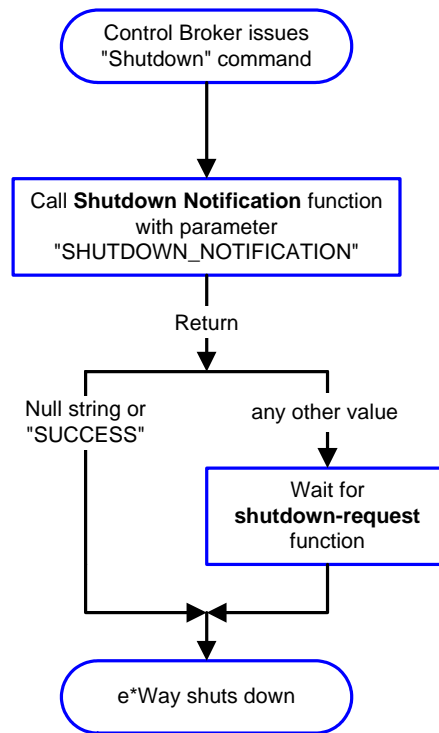 Control Broker issues
"Shutdown" command
Call Shutdown Notification function
with parameter
"SHUTDOWN_NOTIFICATION"
Return
Null string or
"SUCCESS"
any other value
Wait for
shutdown-request
function
e*Way shuts down